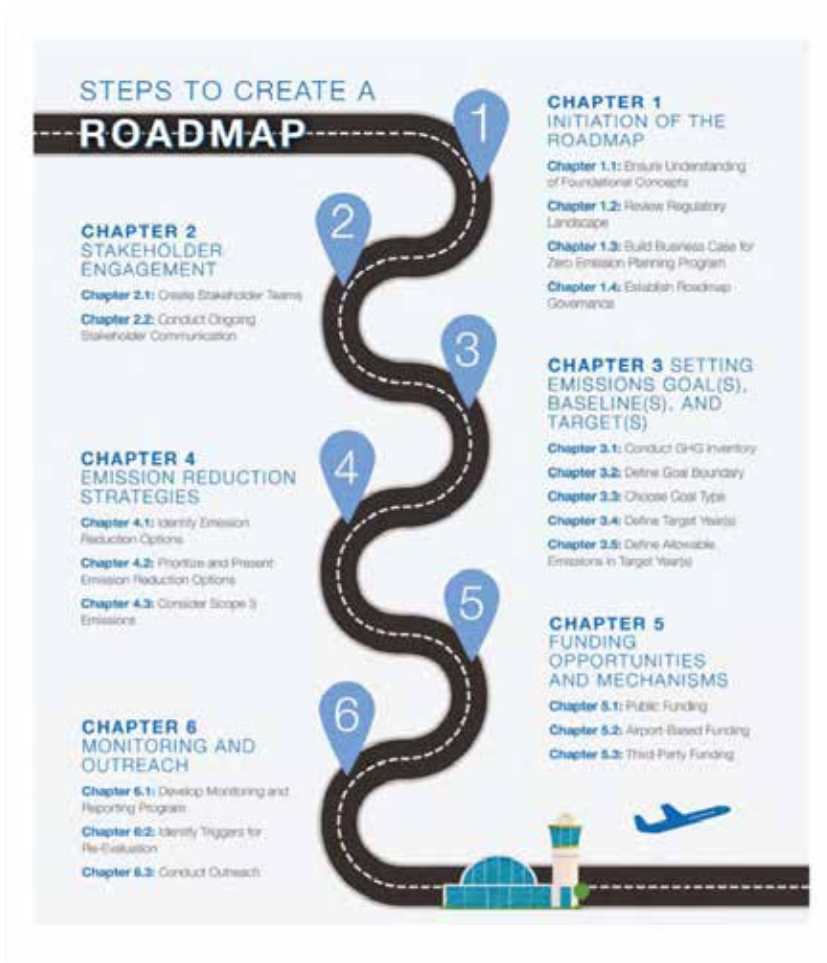 STEPS TO CREATE A
ROADMAP
1
CHAPTER 1
INITIATION OF THE
ROADMAP
Chapter 1.1: Ensure Understanding
of Foundational Concepts
Chapter 1.2: Review Regulatory
Landscape
Chapter 1.3: Build Business Case for
Zero Emission Planning Program
Chapter 1.4: Establish Roadmap
Governance
2
CHAPTER 2
STAKEHOLDER
ENGAGEMENT
Chapter 2.1: Create Stakeholder Teams
Chapter 2.2: Conduct Ongoing
Stakeholder Communication
3
CHAPTER 3 SETTING
EMISSIONS GOAL(S),
BASELINE(S), AND
TARGET(S)
Chapter 3.1: Conduct GHG Inventory
Chapter 3.2: Define Goal Boundary
Chapter 3.3: Choose Goal Type
Chapter 3.4: Define Target Year(s)
Chapter 3.5: Define Allowable
Emissions in Target Year(s)
4
CHAPTER 4
EMISSION REDUCTION
STRATEGIES
Chapter 4.1: Identify Emission
Reduction Options
Chapter 4.2: Prioritize and Present
Emission Reduction Options
Chapter 4.3: Consider Scope 3
Emissions
5
CHAPTER 5
FUNDING
OPPORTUNITIES
AND MECHANISMS
Chapter 5.1: Public Funding
Chapter 5.2: Airport-Based Funding
Chapter 5.3: Third-Party Funding
6
CHAPTER 6
MONITORING AND
OUTREACH
Chapter 6.1: Develop Monitoring and
Reporting Program
Chapter 6:2: Identify Triggers for
Re-Evaluation
Chapter 6.3: Conduct Outreach